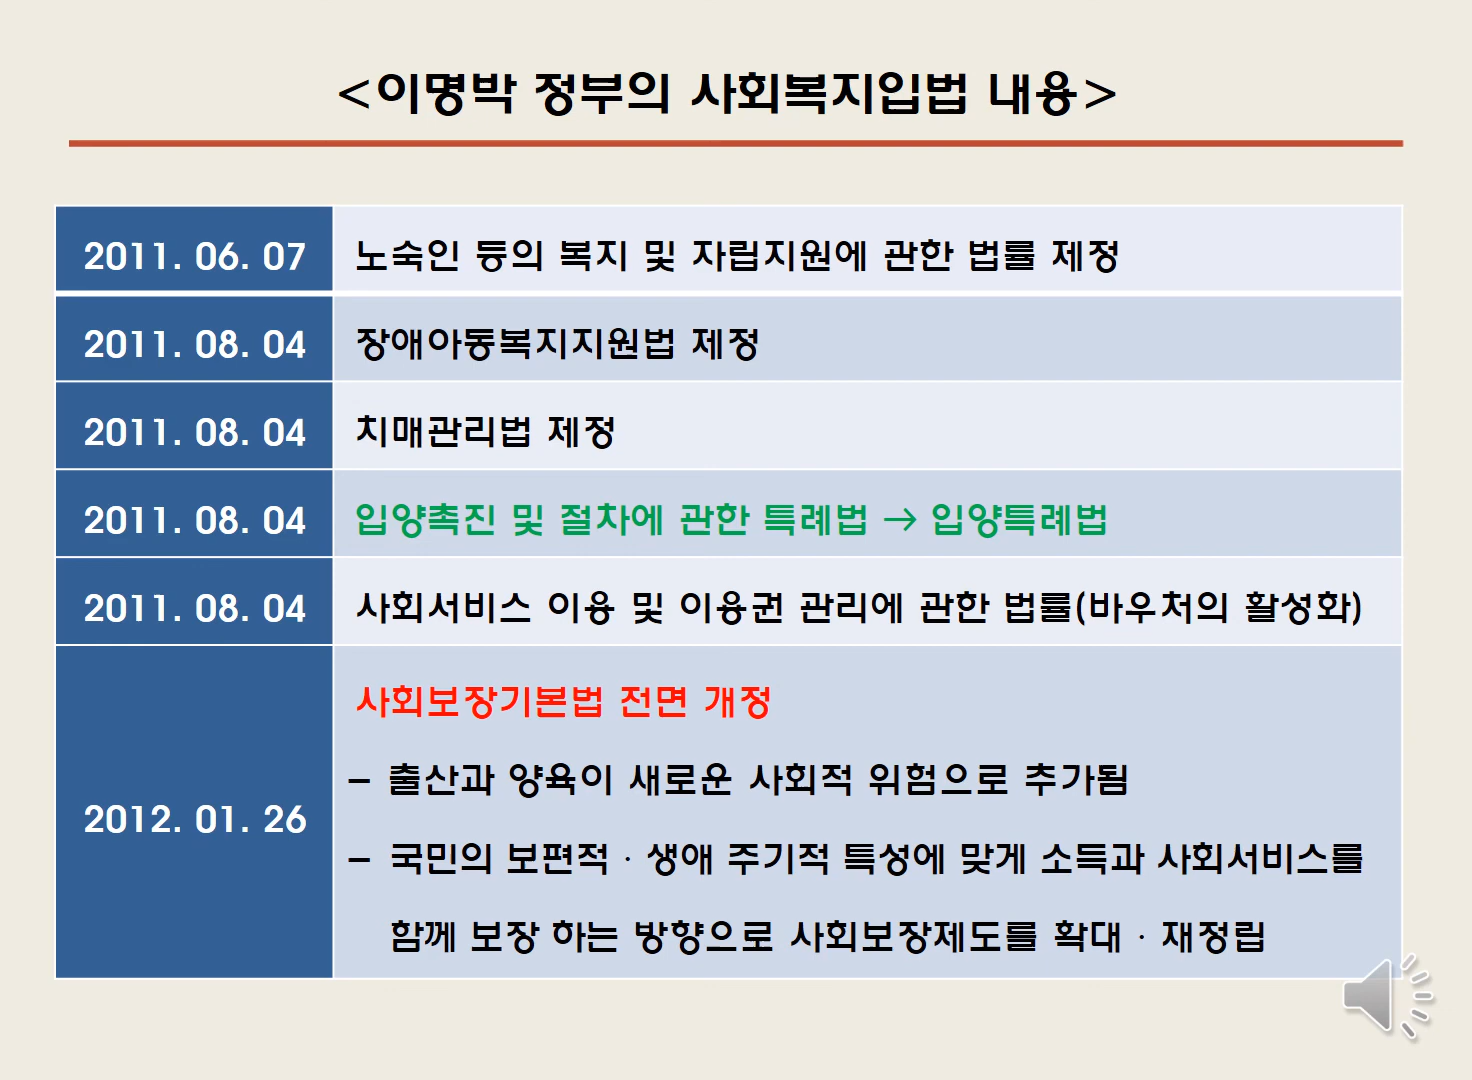 <이명박 정부의 사회복지입법 내용>
2011. 06. 07 노숙인 등의 복지 및 자립지원에 관한 법률 제정
2011. 08. 04 장애아동복지지원법 제정
2011. 08. 04 치매관리법 제정
2011. 08. 04 입양촉진 및 절차에 관한 특례법 → 입양특례법
2011. 08. 04 사회서비스 이용 및 이용권 관리에 관한 법률(바우처의 활성화)
사회보장기본법 전면 개정
– 출산과 양육이 새로운 사회적 위험으로 추가됨
2012. 01. 26
– 국민의 보편적 · 생애 주기적 특성에 맞게 소득과 사회서비스를
함께 보장 하는 방향으로 사회보장제도를 확대 · 재정립